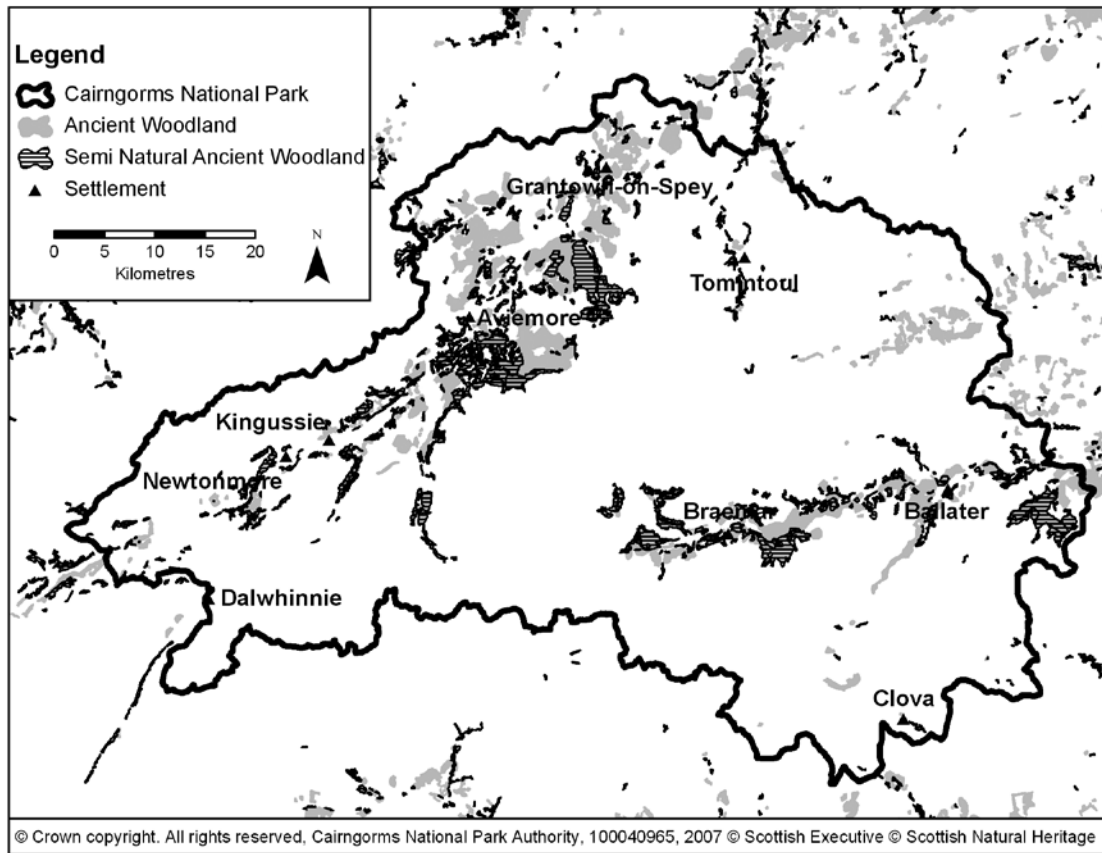 Legend
Cairngorms National Park
Ancient Woodland
Semi Natural Ancient Woodland
Settlement
0 5 10 15 20
Kilometres
N
Grantown-on-Spey
Tomintoul
Aviemore
Kingussie
Newtonmore
Braemar
Ballater
Dalwhinnie
Clova
© Crown copyright. All rights reserved, Cairngorms National Park Authority, 100040965, 2007 © Scottish Executive © Scottish Natural Heritage